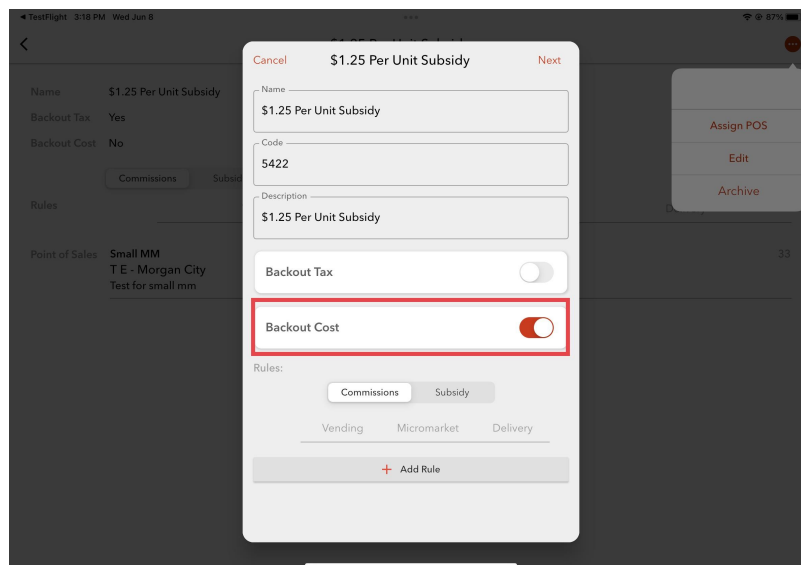 TestFlight 3:18 PM Wed Jun 8
87%
Cancel $1.25 Per Unit Subsidy Next
Name
$1.25 Per Unit Subsidy
Code
5422
Description
$1.25 Per Unit Subsidy
Backout Tax
Backout Cost
Rules:
Commissions Subsidy
Vending Micromarket Delivery
+ Add Rule
Name $1.25 Per Unit Subsidy
Backout Tax Yes
Backout Cost No
Commissions
Rules
Point of Sales Small MM 33
T E - Morgan City
Test for small mm
Assign POS
Edit
Archive